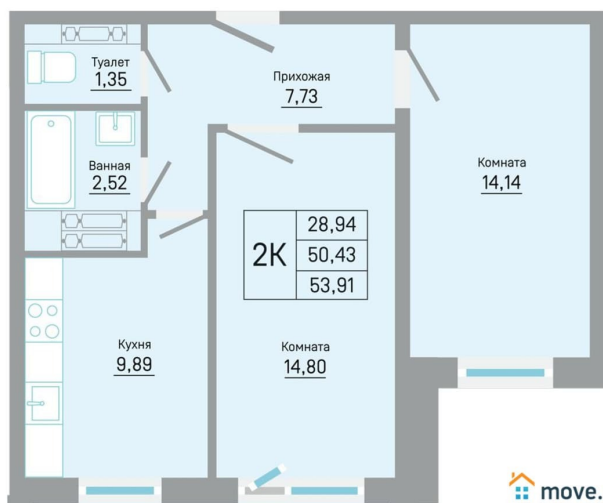 Туалет
1,35
Прихожая
7,73
Ванная
2,52
Комната
14,14
2К
28,94
50,43
53,91
Кухня
9,89
Комната
14,80
move.